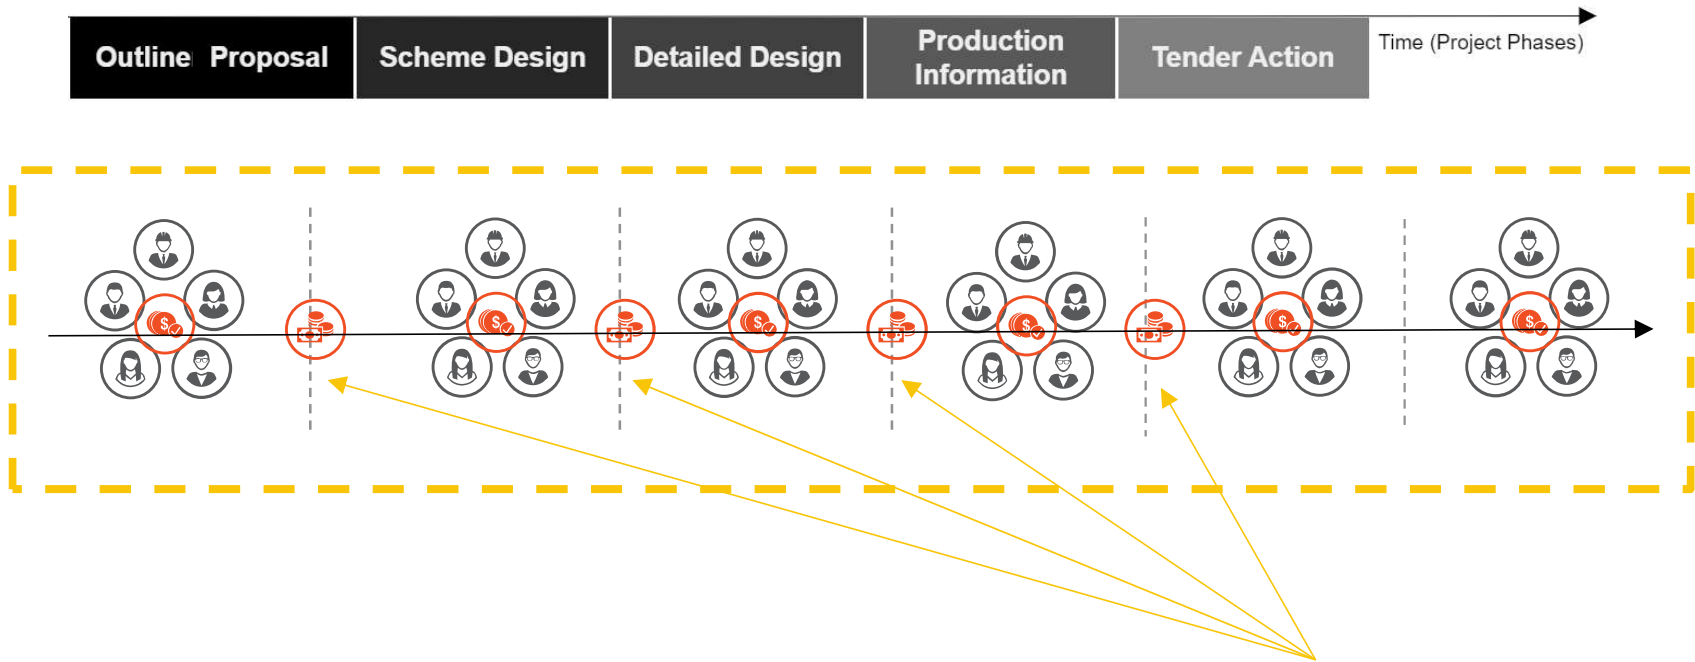 Outline Proposal
Scheme Design
Detailed Design
Production
Information
Tender Action
Time (Project Phases)
$
$
$
$
$
$